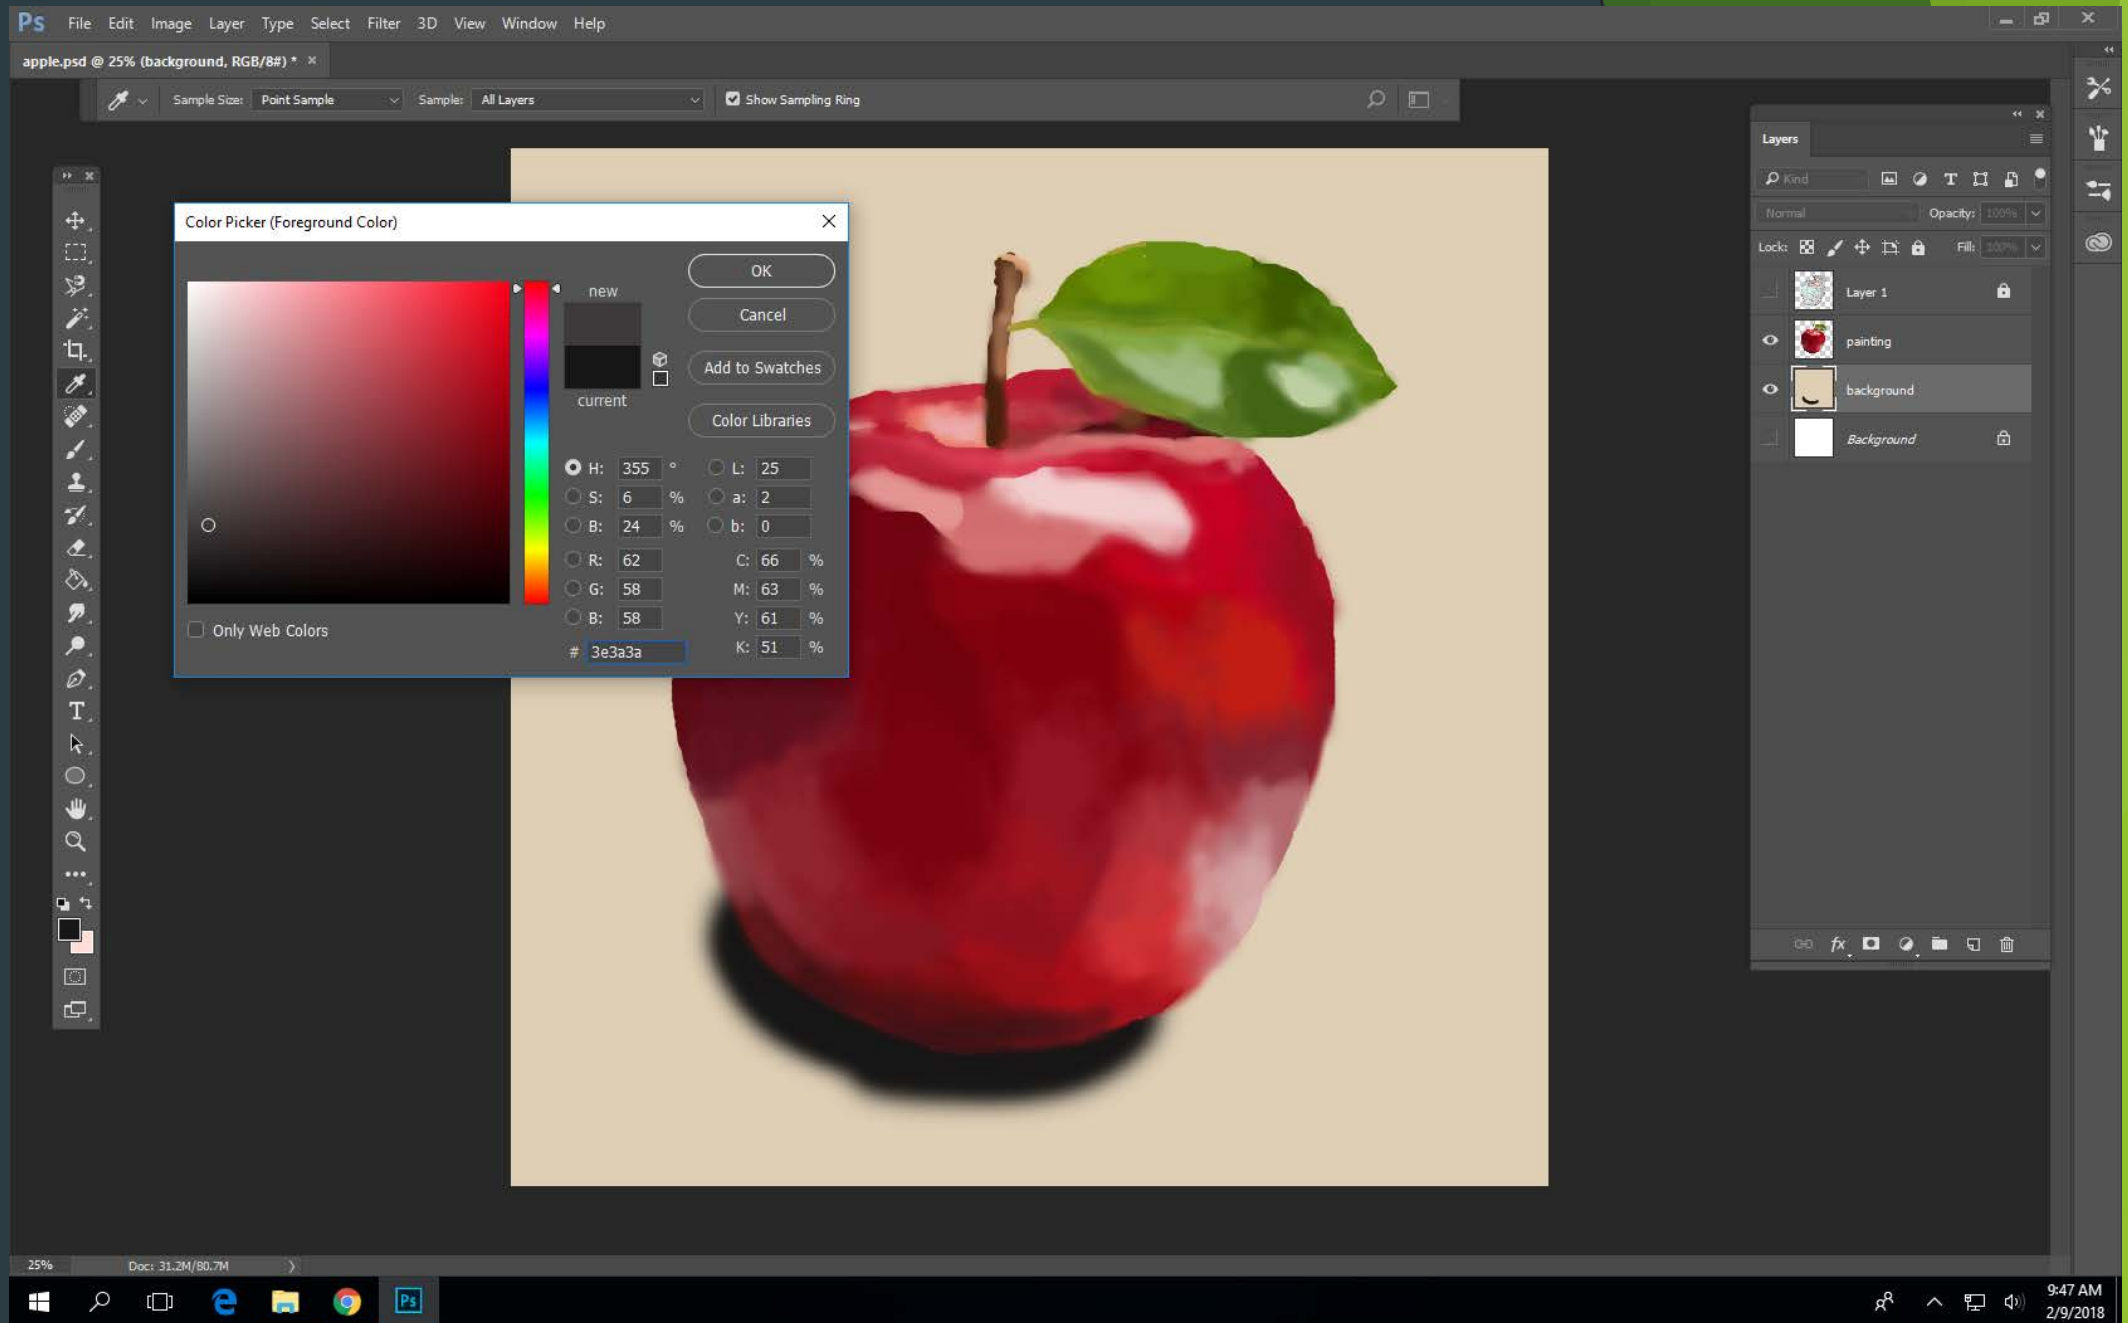 Ps File Edit Image Layer Type Select Filter 3D View Window Help
apple.psd @ 25% (background, RGB/8#) * ×
Sample Size: Point Sample Sample: All Layers Show Sampling Ring
Layers
Kind
Normal Opacity: 100%
Lock: Fill: 100%
Layer 1
painting
background
Background
Color Picker (Foreground Color)
new
current
OK
Cancel
Add to Swatches
Color Libraries
H: 355 ° L: 25
S: 6 % a: 2
B: 24 % b: 0
R: 62 C: 66 %
G: 58 M: 63 %
B: 58 Y: 61 %
# 3e3a3a K: 51 %
Only Web Colors
T
fx
25% Doc: 31.2M/80.7M
Ps
9:47 AM
2/9/2018